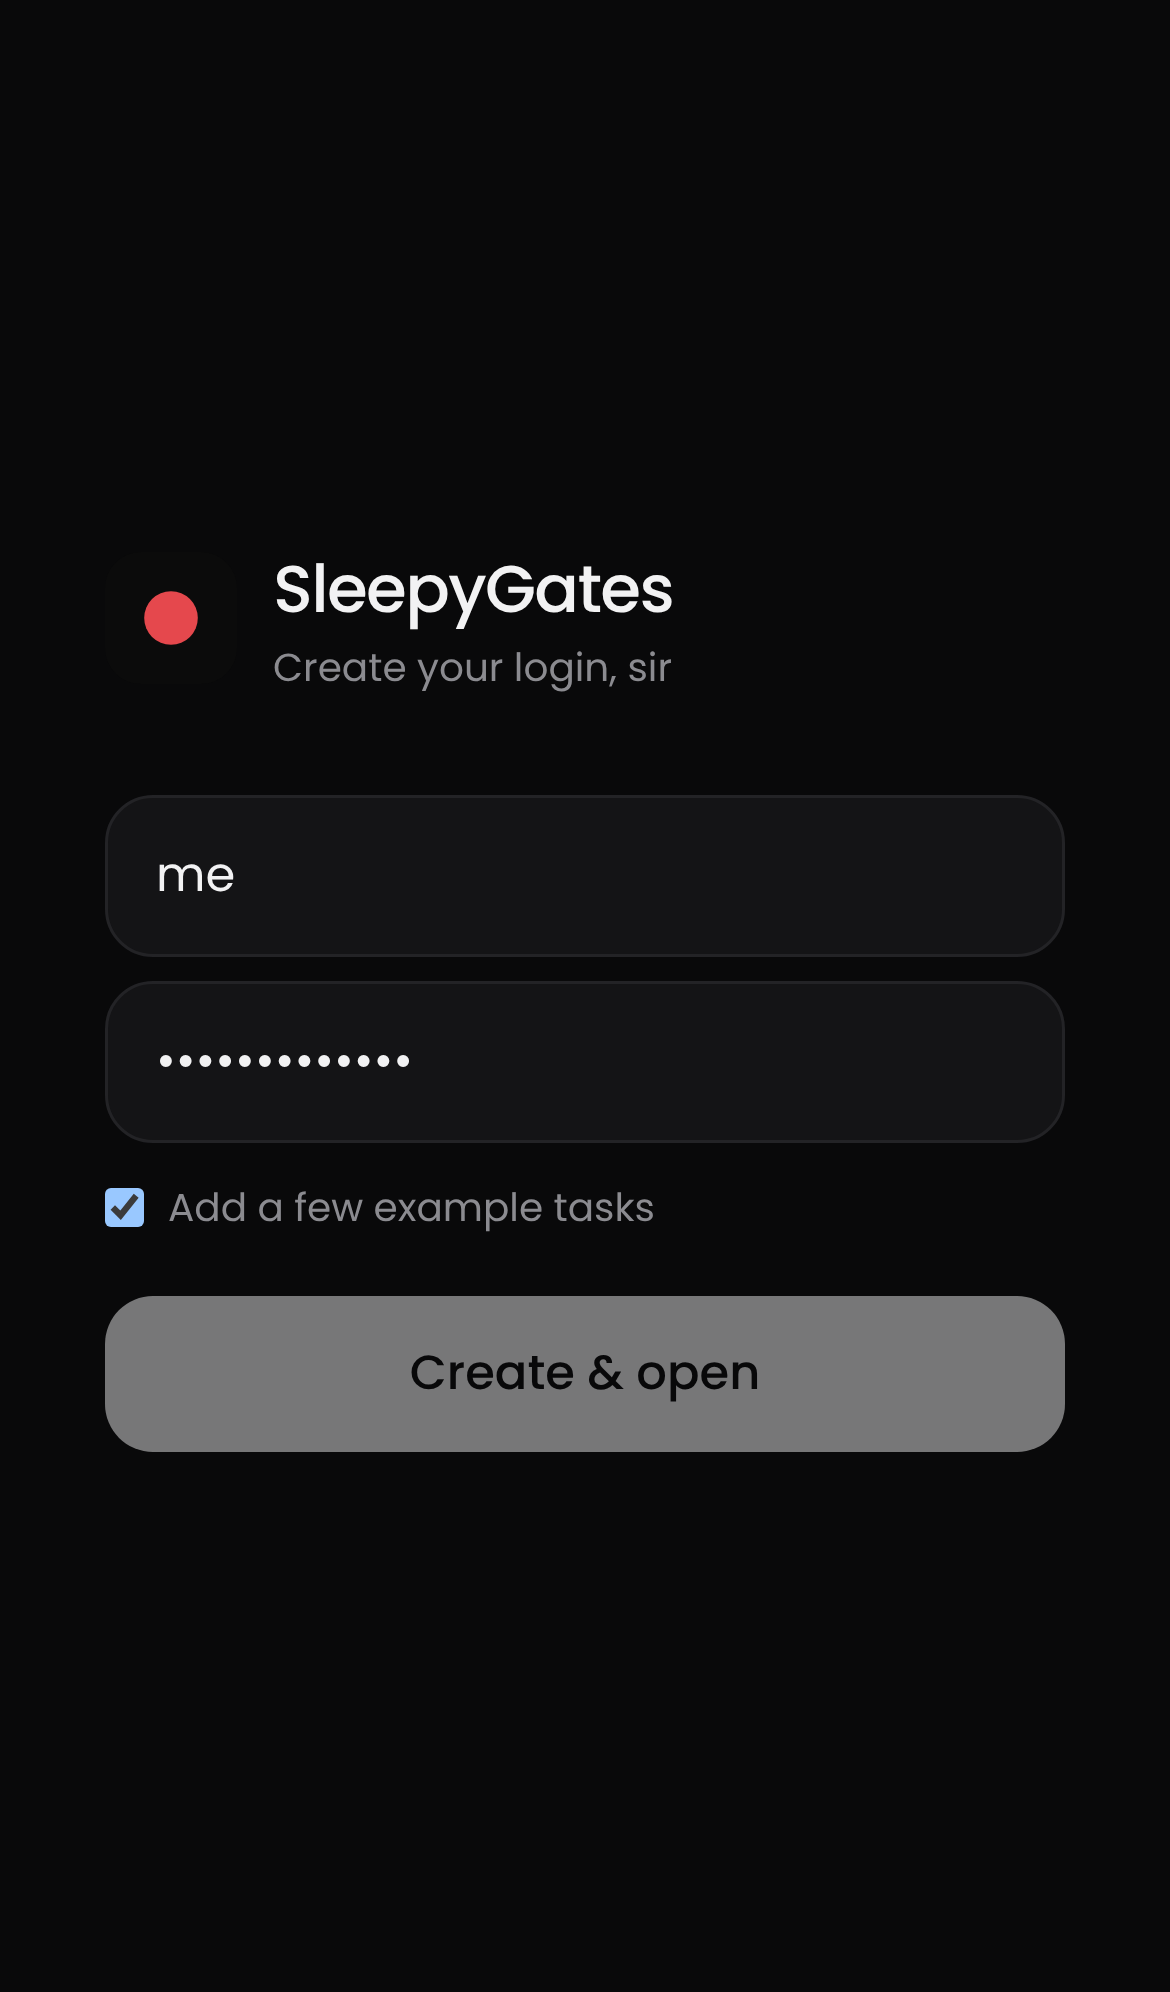 SleepyGates
Create your login, sir
me
•••••••••••••
Add a few example tasks
Create & open